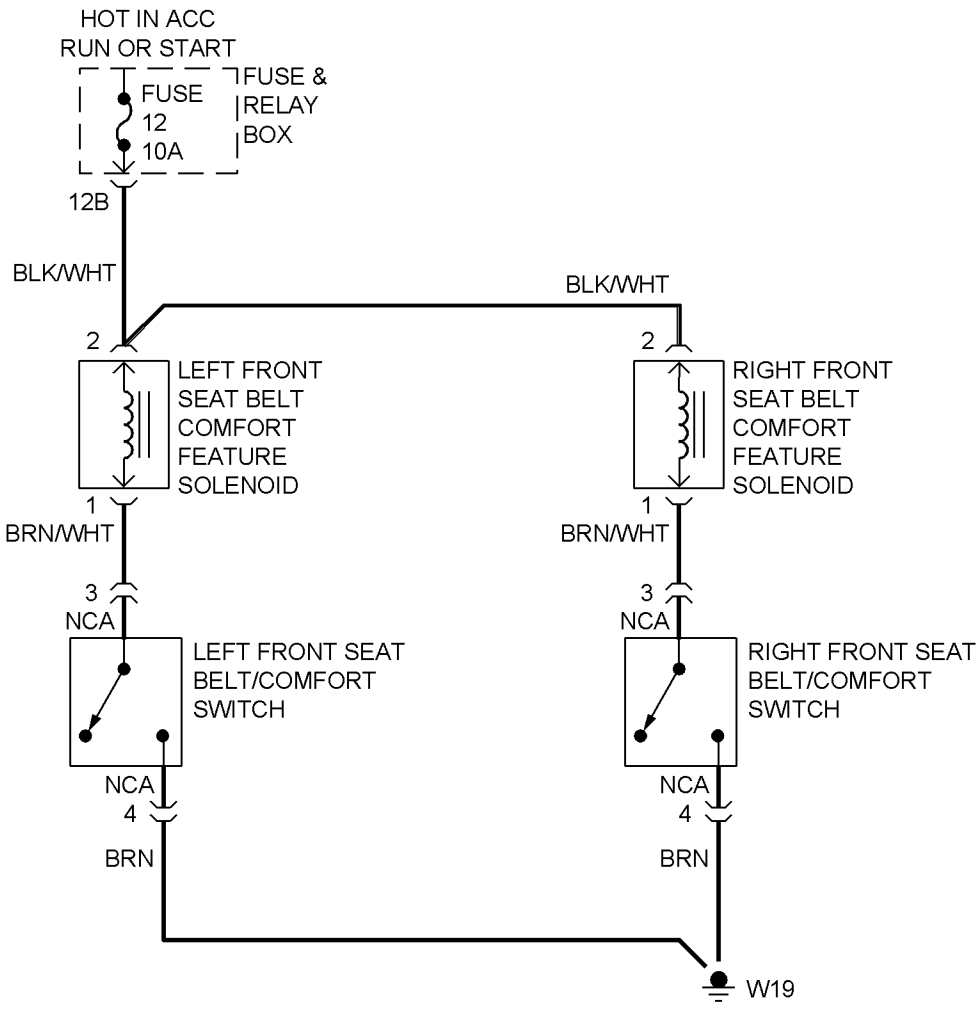 HOT IN ACC
RUN OR START
FUSE
12
10A
FUSE &
RELAY
BOX
12B
BLK/WHT
BLK/WHT
2
LEFT FRONT
SEAT BELT
COMFORT
FEATURE
SOLENOID
2
RIGHT FRONT
SEAT BELT
COMFORT
FEATURE
SOLENOID
1
BRN/WHT
1
BRN/WHT
3
NCA
3
NCA
LEFT FRONT SEAT
BELT/COMFORT
SWITCH
RIGHT FRONT SEAT
BELT/COMFORT
SWITCH
NCA
4
BRN
NCA
4
BRN
W19